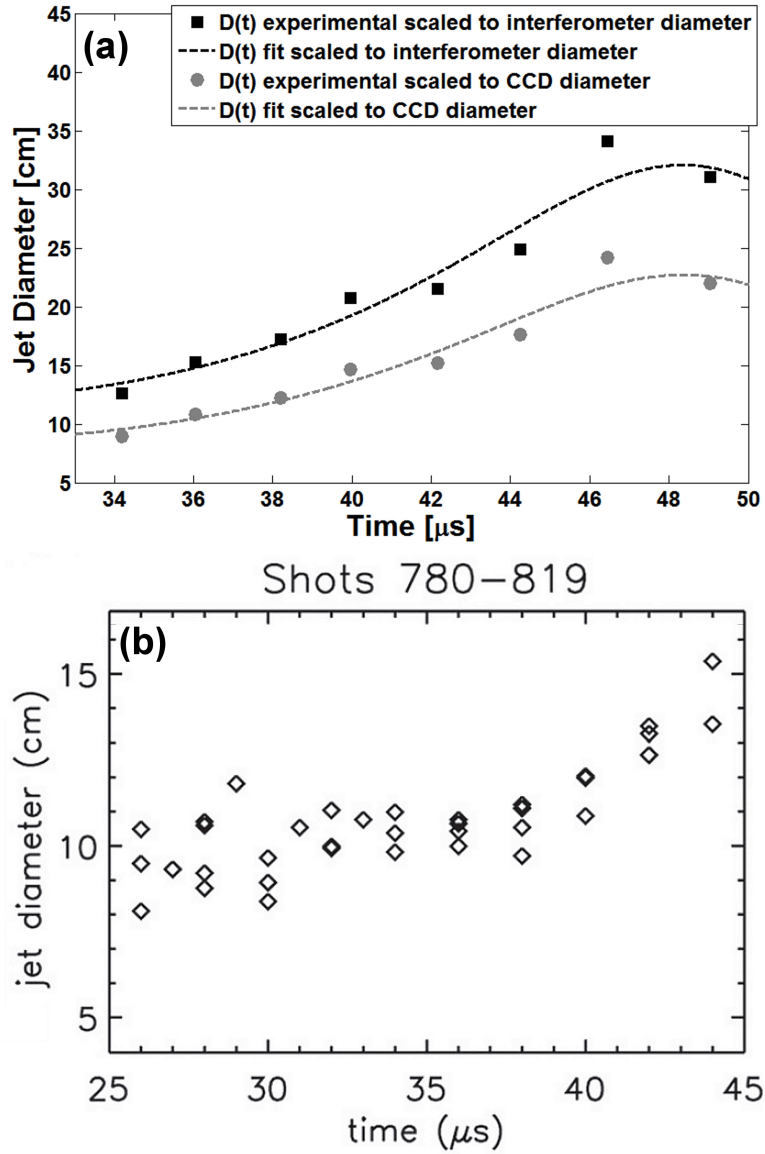 (a)
D(t) experimental scaled to interferometer diameter
D(t) fit scaled to interferometer diameter
D(t) experimental scaled to CCD diameter
D(t) fit scaled to CCD diameter
45
40
35
30
25
20
15
10
5
Jet Diameter [cm]
34 36 38 40 42 44 46 48 50
Time [μs]
Shots 780–819
(b)
15
10
5
jet diameter (cm)
25 30 35 40 45
time (μs)